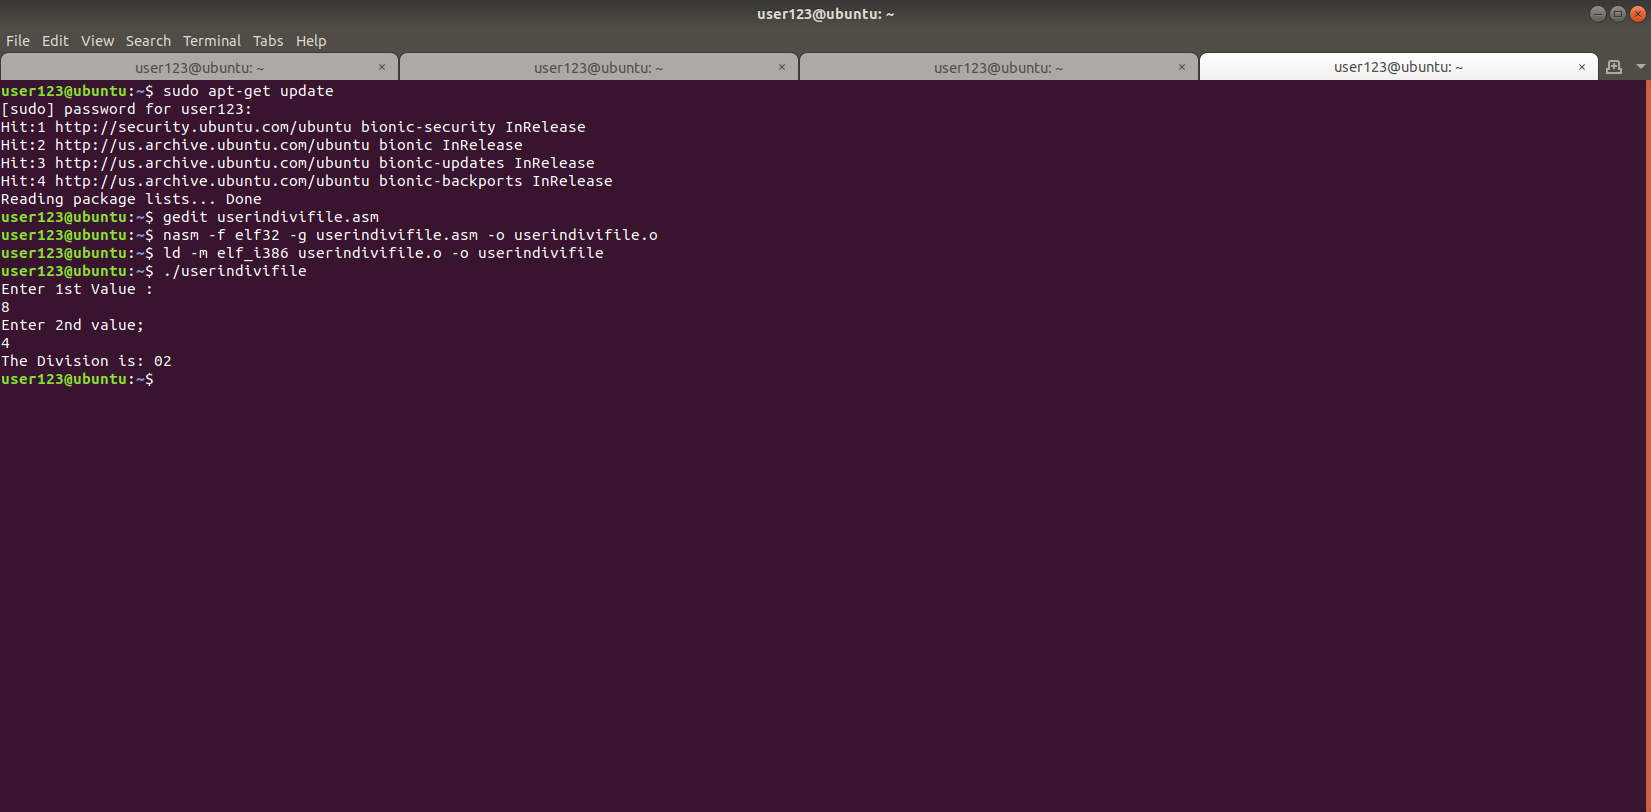 user123@ubuntu: ~
File Edit View Search Terminal Tabs Help
user123@ubuntu: ~ × user123@ubuntu: ~ × user123@ubuntu: ~ × user123@ubuntu: ~ ×
user123@ubuntu:~$ sudo apt-get update
[sudo] password for user123:
Hit:1 http://security.ubuntu.com/ubuntu bionic-security InRelease
Hit:2 http://us.archive.ubuntu.com/ubuntu bionic InRelease
Hit:3 http://us.archive.ubuntu.com/ubuntu bionic-updates InRelease
Hit:4 http://us.archive.ubuntu.com/ubuntu bionic-backports InRelease
Reading package lists... Done
user123@ubuntu:~$ gedit userindivifile.asm
user123@ubuntu:~$ nasm -f elf32 -g userindivifile.asm -o userindivifile.o
user123@ubuntu:~$ ld -m elf_i386 userindivifile.o -o userindivifile
user123@ubuntu:~$ ./userindivifile
Enter 1st Value :
8
Enter 2nd value;
4
The Division is: 02
user123@ubuntu:~$